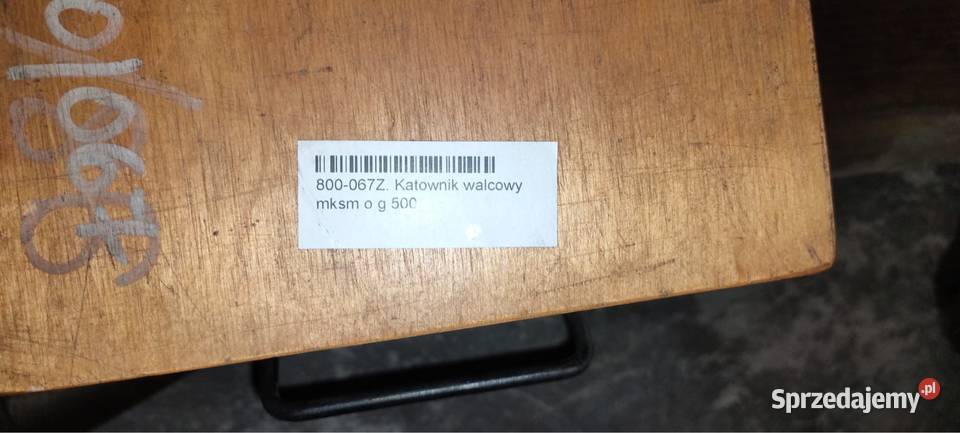 800-067Z. Katownik walcowy
mksm o g 500
Sprzedajemy.pl